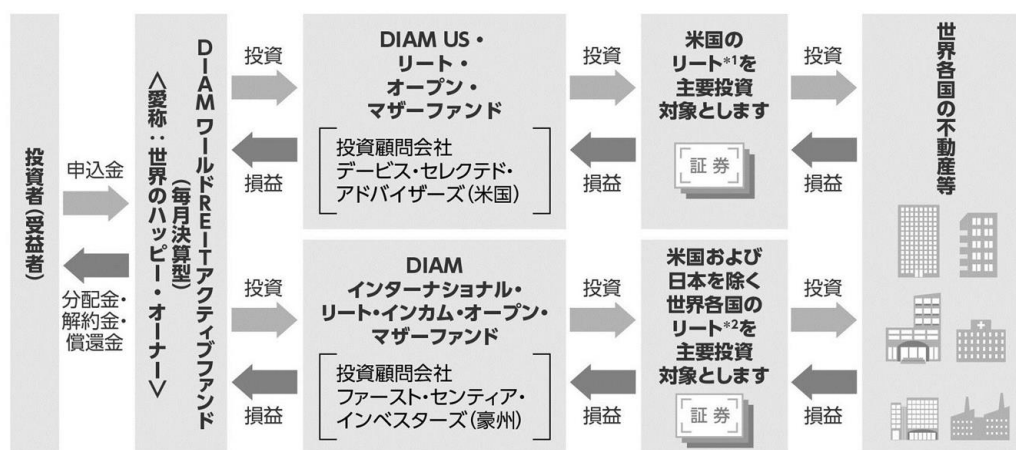 投資者(受益者)
申込金
分配金・
解約金・
償還金
DIAMワールドREITアクティブファンド
(毎月決算型)
<愛称：世界のハッピー・オーナー>
投資
損益
DIAM US・
リート・
オープン・
マザーファンド
投資顧問会社
デービス・セレクテド・
アドバイザーズ(米国)
投資
損益
米国の
リート*1を
主要投資
対象とします
証券
投資
損益
投資
損益
DIAM
インターナショナル・
リート・インカム・オープン・
マザーファンド
投資顧問会社
ファースト・センティア・
インベスターズ(豪州)
投資
損益
米国および
日本を除く
世界各国の
リート*2を
主要投資
対象とします
証券
投資
損益
世界各国の不動産等